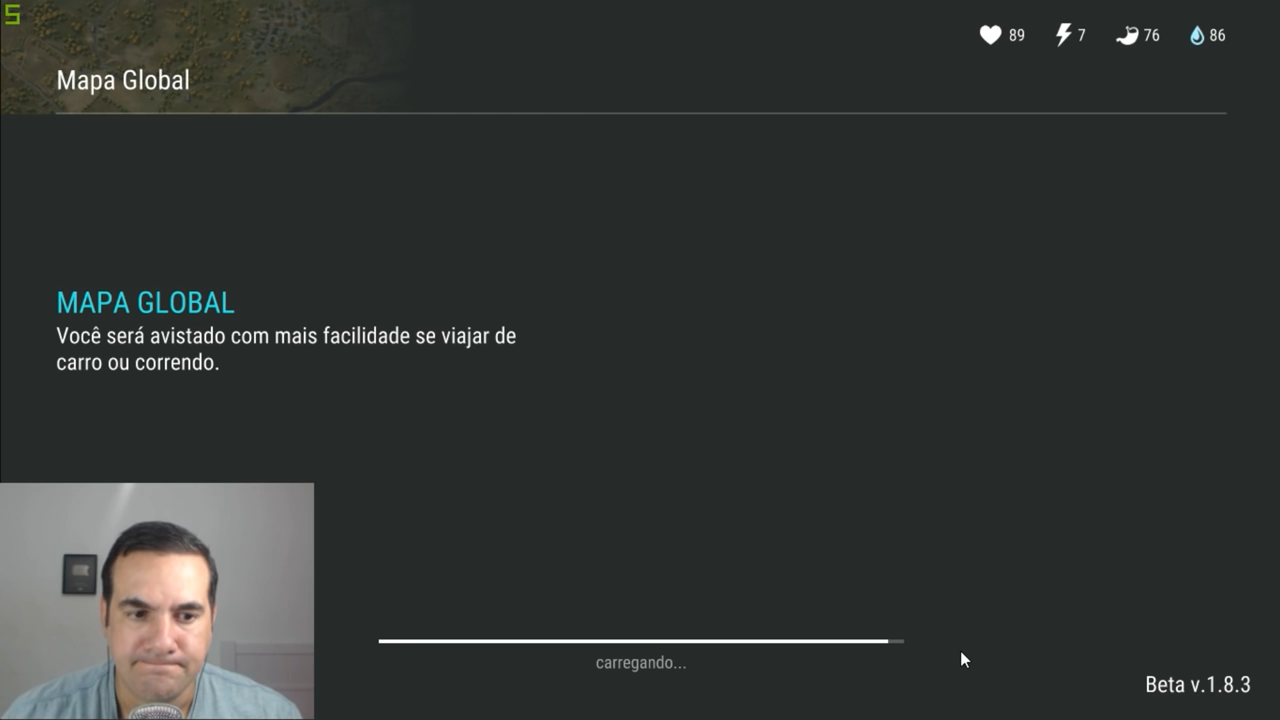 5
89
7
76
86
Mapa Global
MAPA GLOBAL
Você será avistado com mais facilidade se viajar de
carro ou correndo.
carregando...
Beta v.1.8.3